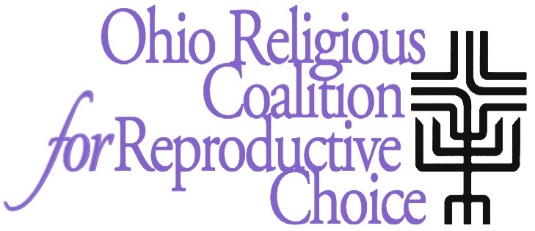 Ohio Religious
Coalition
for Reproductive
Choice